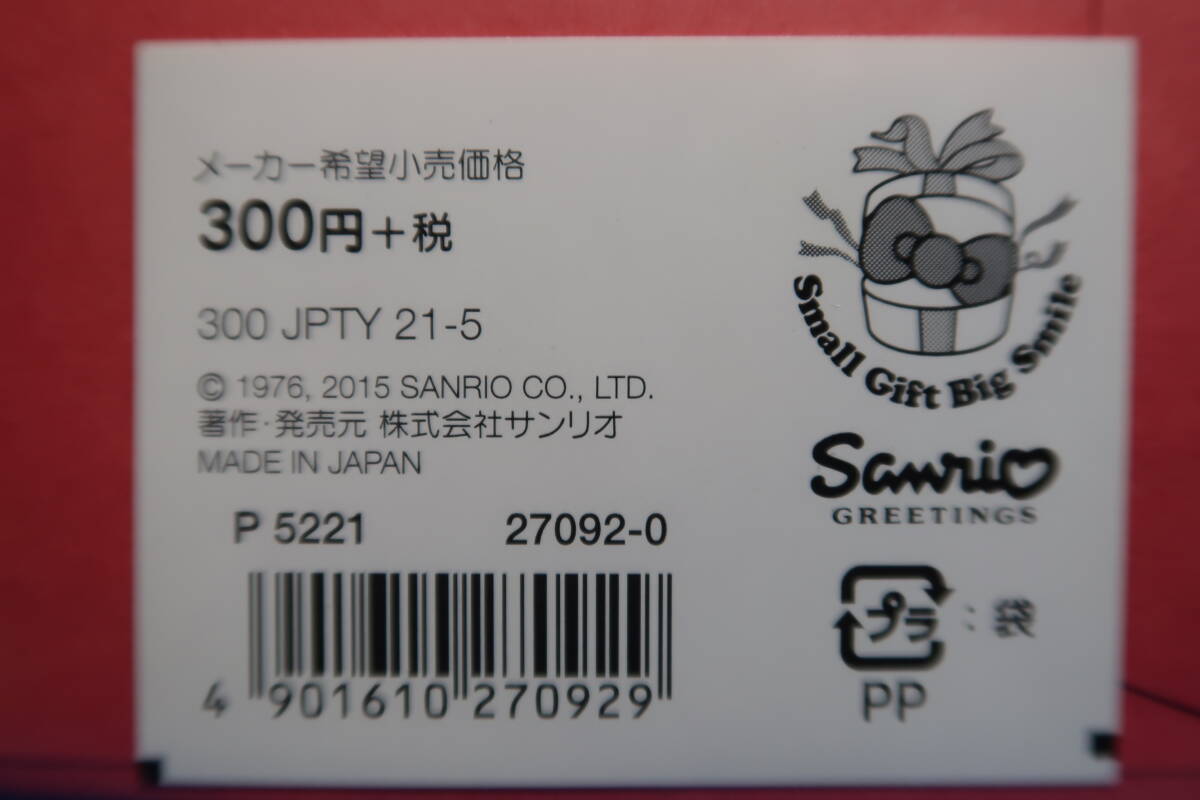 メーカー希望小売価格
300円+税
300 JPTY 21-5
© 1976, 2015 SANRIO CO., LTD.
著作・発売元 株式会社サンリオ
MADE IN JAPAN
P 5221 27092-0
4 901610 270929
Small Gift Big Smile
Sanrio
GREETINGS
プラ : 袋
PP